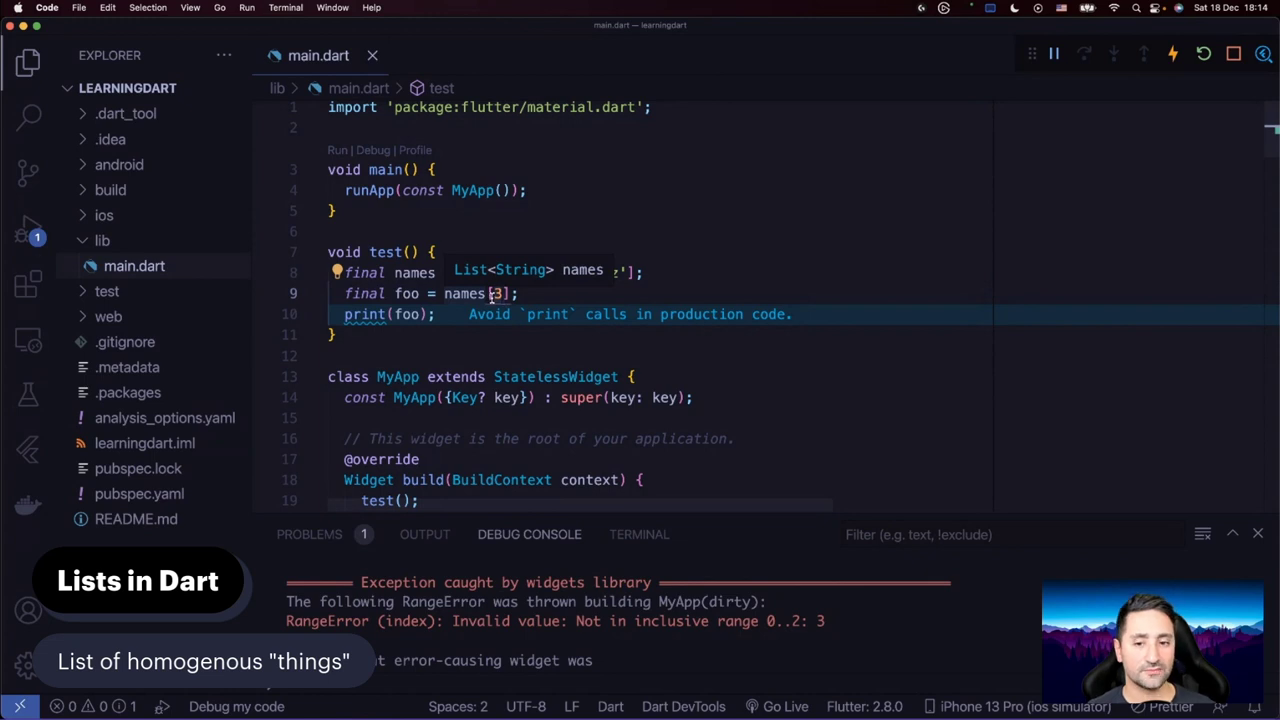 Code File Edit Selection View Go Run Terminal Window Help Sat 18 Dec 18:14
main.dart — learningdart
EXPLORER
main.dart
LEARNINGDART
lib > main.dart > test
.dart_tool
.idea
android
build
ios
lib
main.dart
test
web
.gitignore
.metadata
.packages
analysis_options.yaml
learningdart.iml
pubspec.lock
pubspec.yaml
README.md
1
1 import 'package:flutter/material.dart';
2
Run | Debug | Profile
3 void main() {
4 runApp(const MyApp());
5 }
6
7 void test() {
List<String> names
8 final names z'];
9 final foo = names[3];
10 print(foo); Avoid `print` calls in production code.
11 }
12
13 class MyApp extends StatelessWidget {
14 const MyApp({Key? key}) : super(key: key);
15
16 // This widget is the root of your application.
17 @override
18 Widget build(BuildContext context) {
19 test();
PROBLEMS 1 OUTPUT DEBUG CONSOLE TERMINAL Filter (e.g. text, !exclude)
════════ Exception caught by widgets library ═══════════════════════════════════
The following RangeError was thrown building MyApp(dirty):
RangeError (index): Invalid value: Not in inclusive range 0..2: 3
error-causing widget was
Lists in Dart
List of homogenous "things"
0 0 1 Debug my code Spaces: 2 UTF-8 LF Dart Dart DevTools Go Live Flutter: 2.8.0 iPhone 13 Pro (ios simulator) Prettier